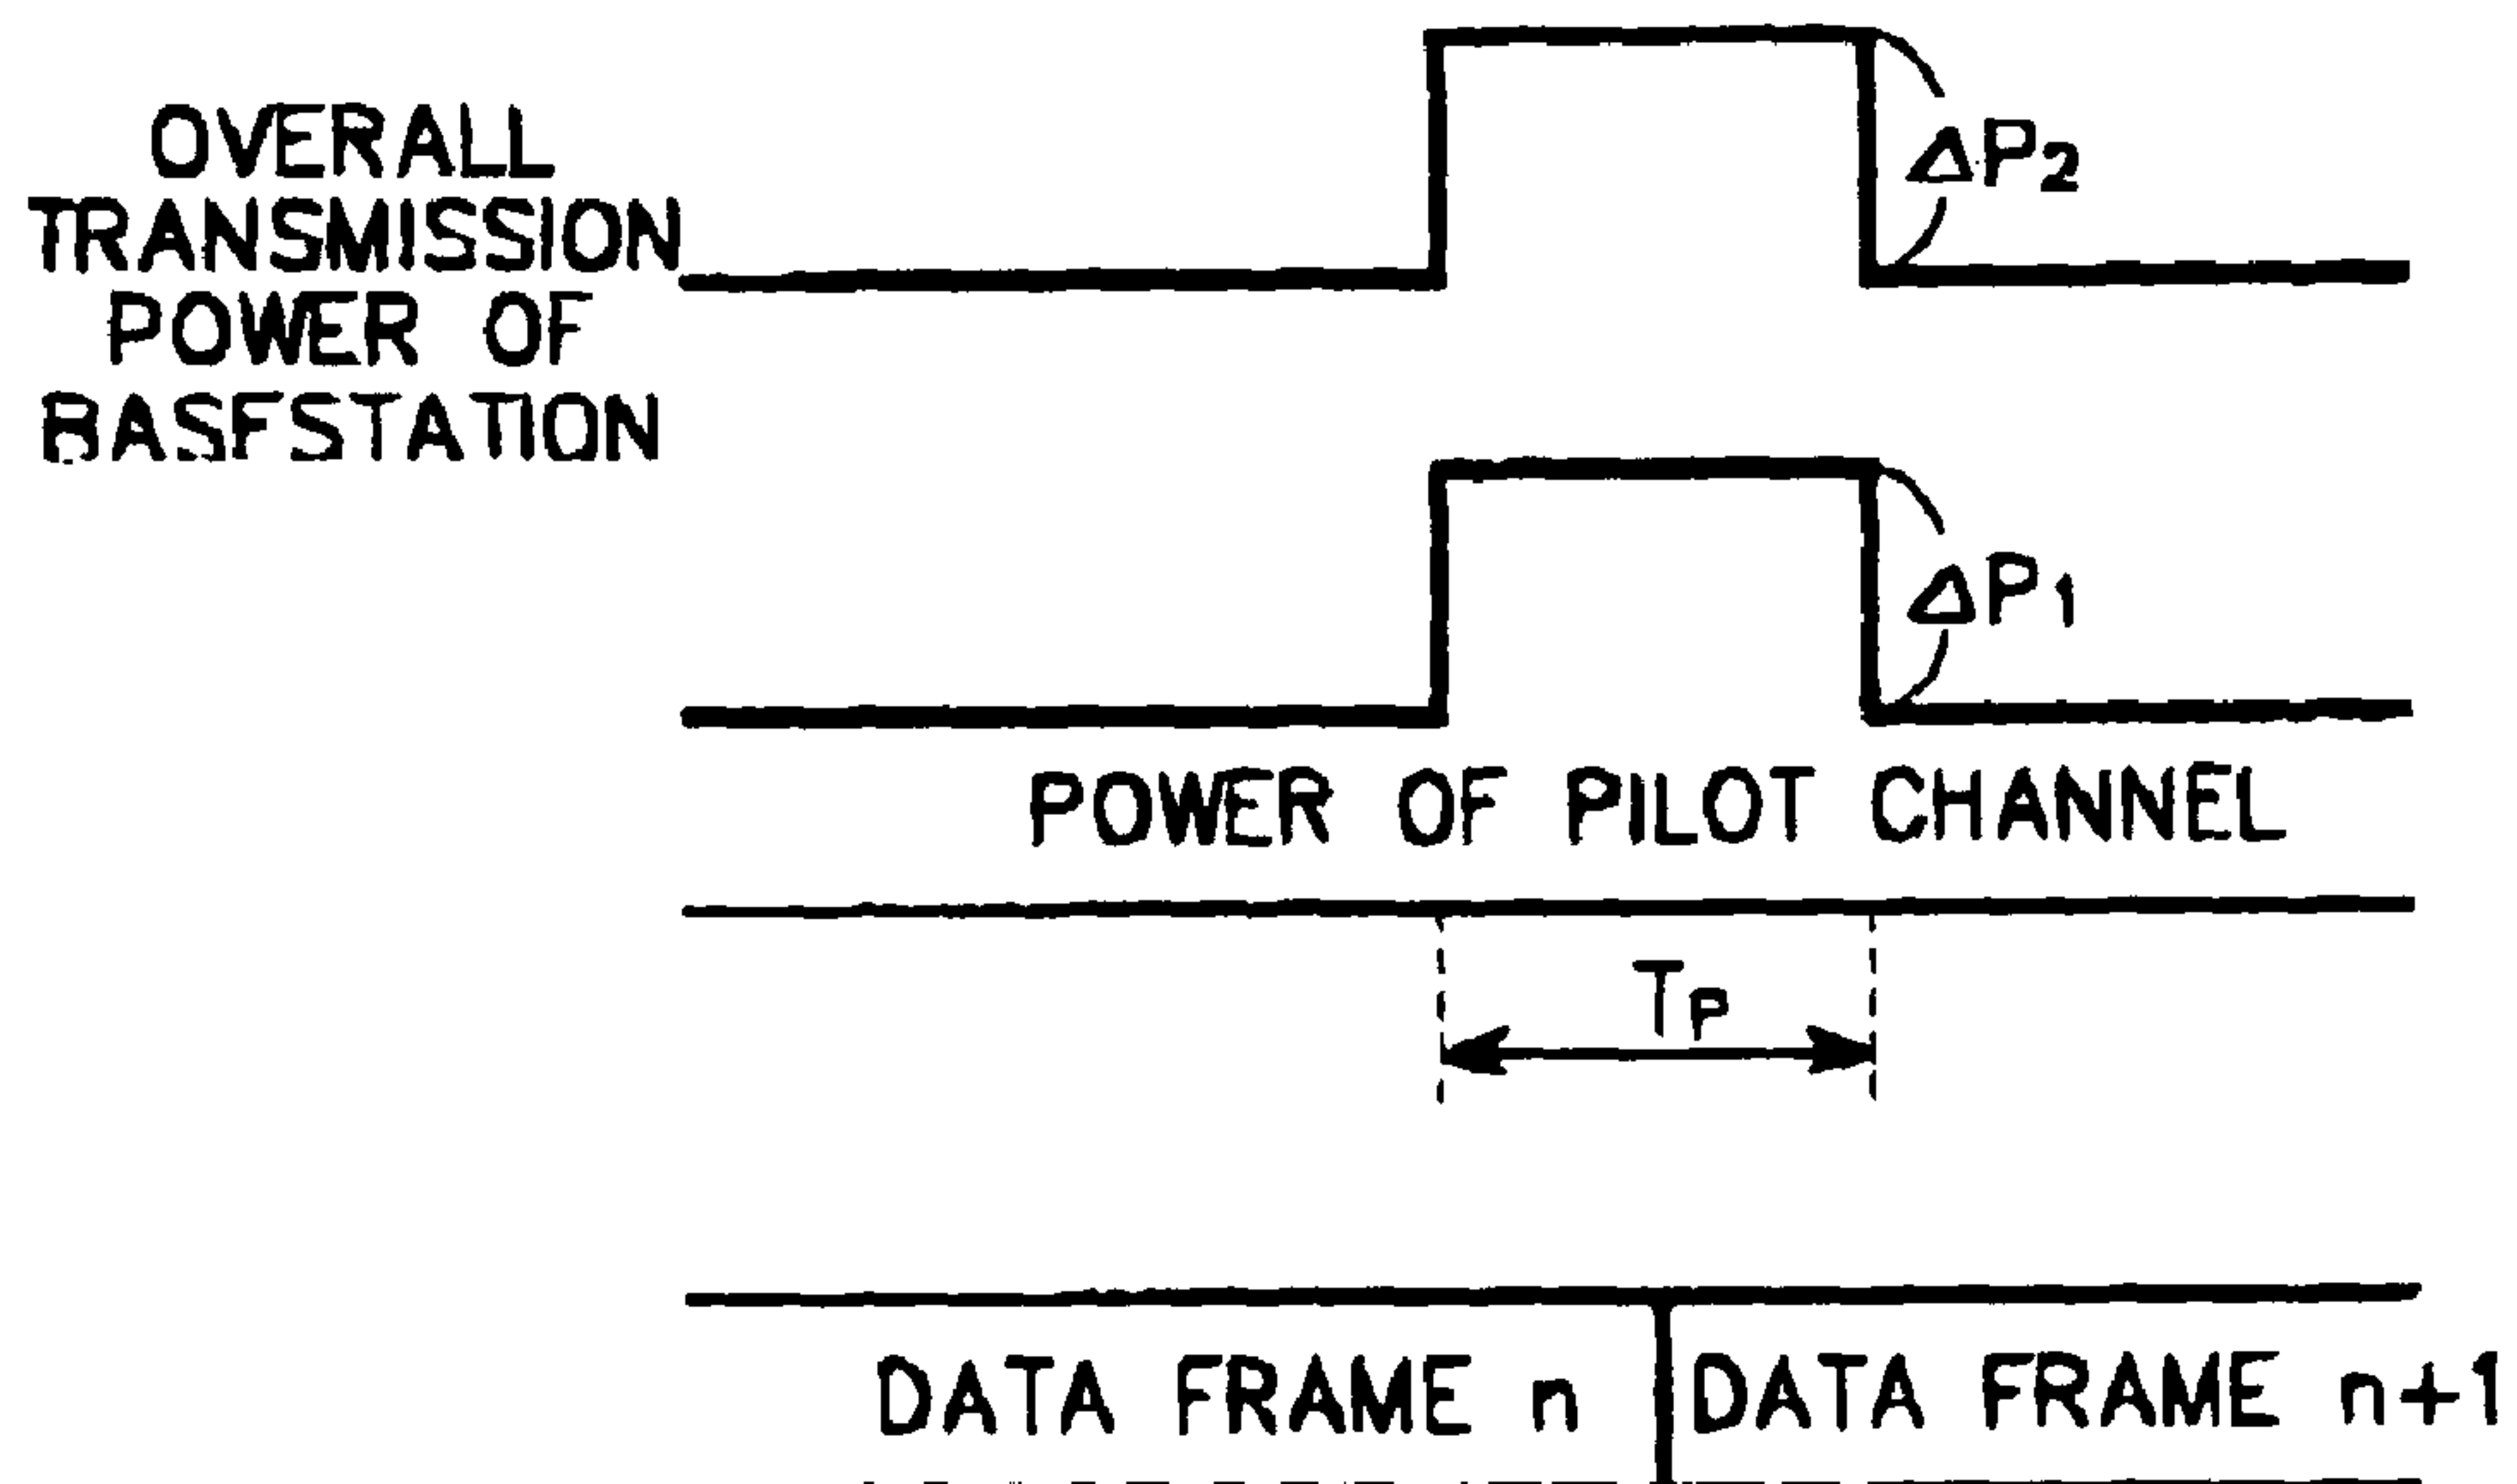 OVERALL
TRANSMISSION
POWER OF
BASFSTATION
ΔP2
ΔP1
POWER OF PILOT CHANNEL
TP
DATA FRAME n
DATA FRAME n+1